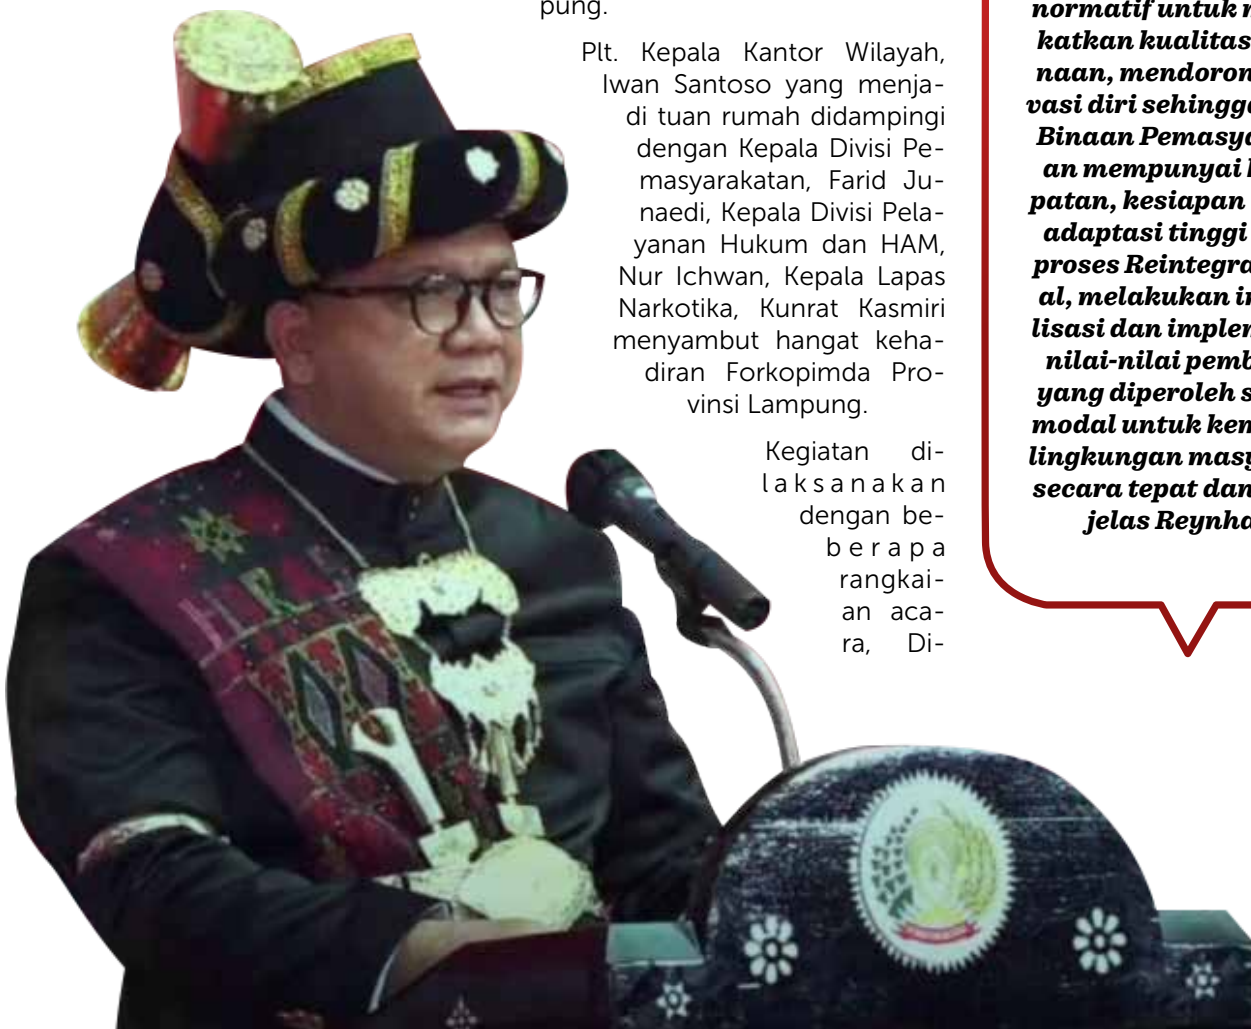 pung.
Plt. Kepala Kantor Wilayah,
Iwan Santoso yang menja-
di tuan rumah didampingi
dengan Kepala Divisi Pe-
masyarakatan, Farid Ju-
naedi, Kepala Divisi Pela-
yanan Hukum dan HAM,
Nur Ichwan, Kepala Lapas
Narkotika, Kunrat Kasmiri
menyambut hangat keha-
diran Forkopimda Pro-
vinsi Lampung.
Kegiatan di-
laksanakan
dengan be-
berapa
rangkai-
an aca-
ra, Di-
normatif untuk
katkan kualitas
naan, mendoron
vasi diri sehingg
Binaan Pemasya
an mempunyai
patan, kesiapan
adaptasi tinggi
proses Reintegra
al, melakukan in
lisasi dan implem
nilai-nilai pemb
yang diperoleh s
modal untuk kem
lingkungan masy
secara tepat dan
jelas Reynha